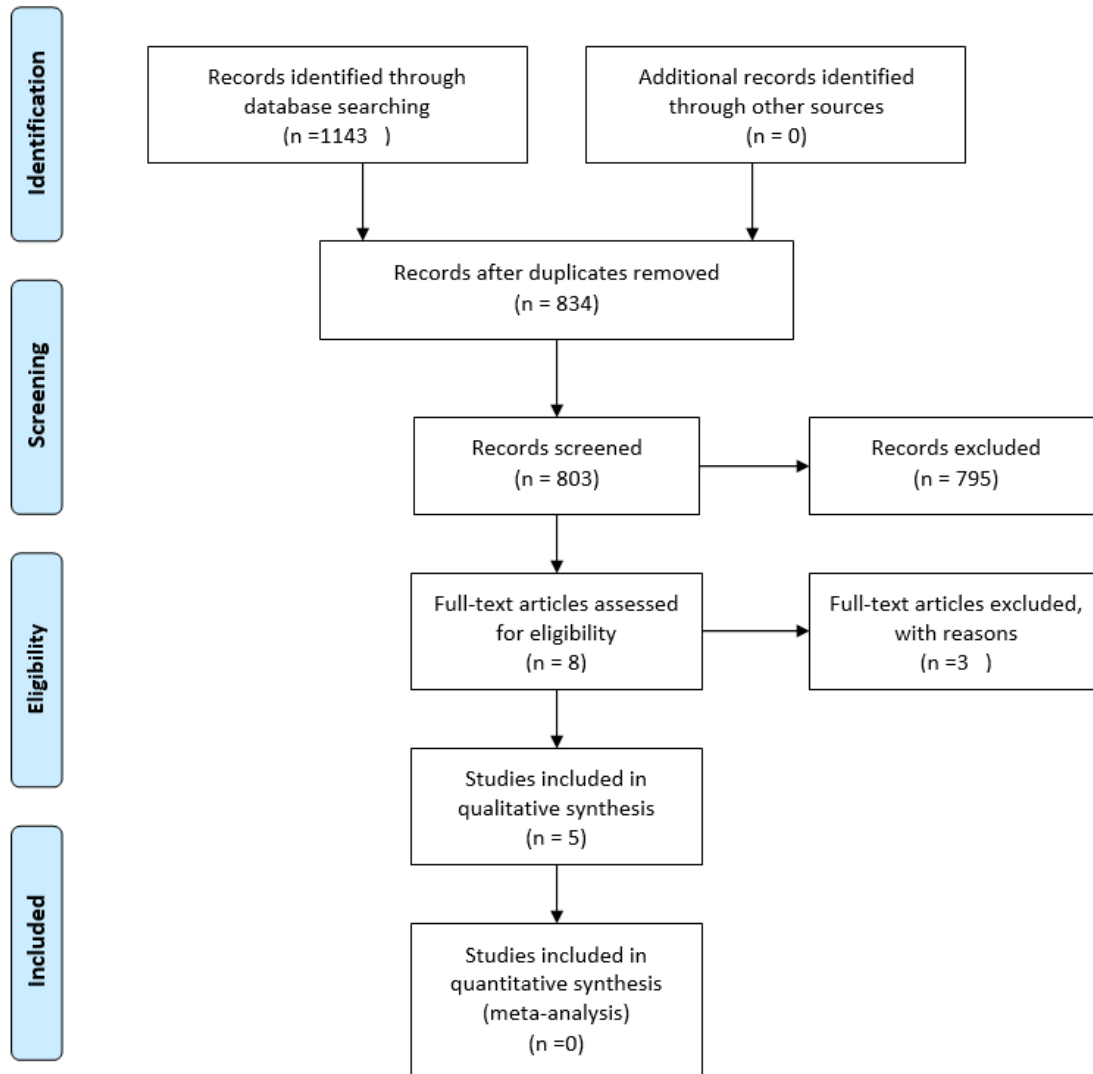 Identification
Records identified through
database searching
(n =1143   )
Additional records identified
through other sources
(n = 0)
Records after duplicates removed
(n = 834)
Screening
Records screened
(n = 803)
Records excluded
(n = 795)
Eligibility
Full-text articles assessed
for eligibility
(n = 8)
Full-text articles excluded,
with reasons
(n =3   )
Studies included in
qualitative synthesis
(n = 5)
Included
Studies included in
quantitative synthesis
(meta-analysis)
(n =0)